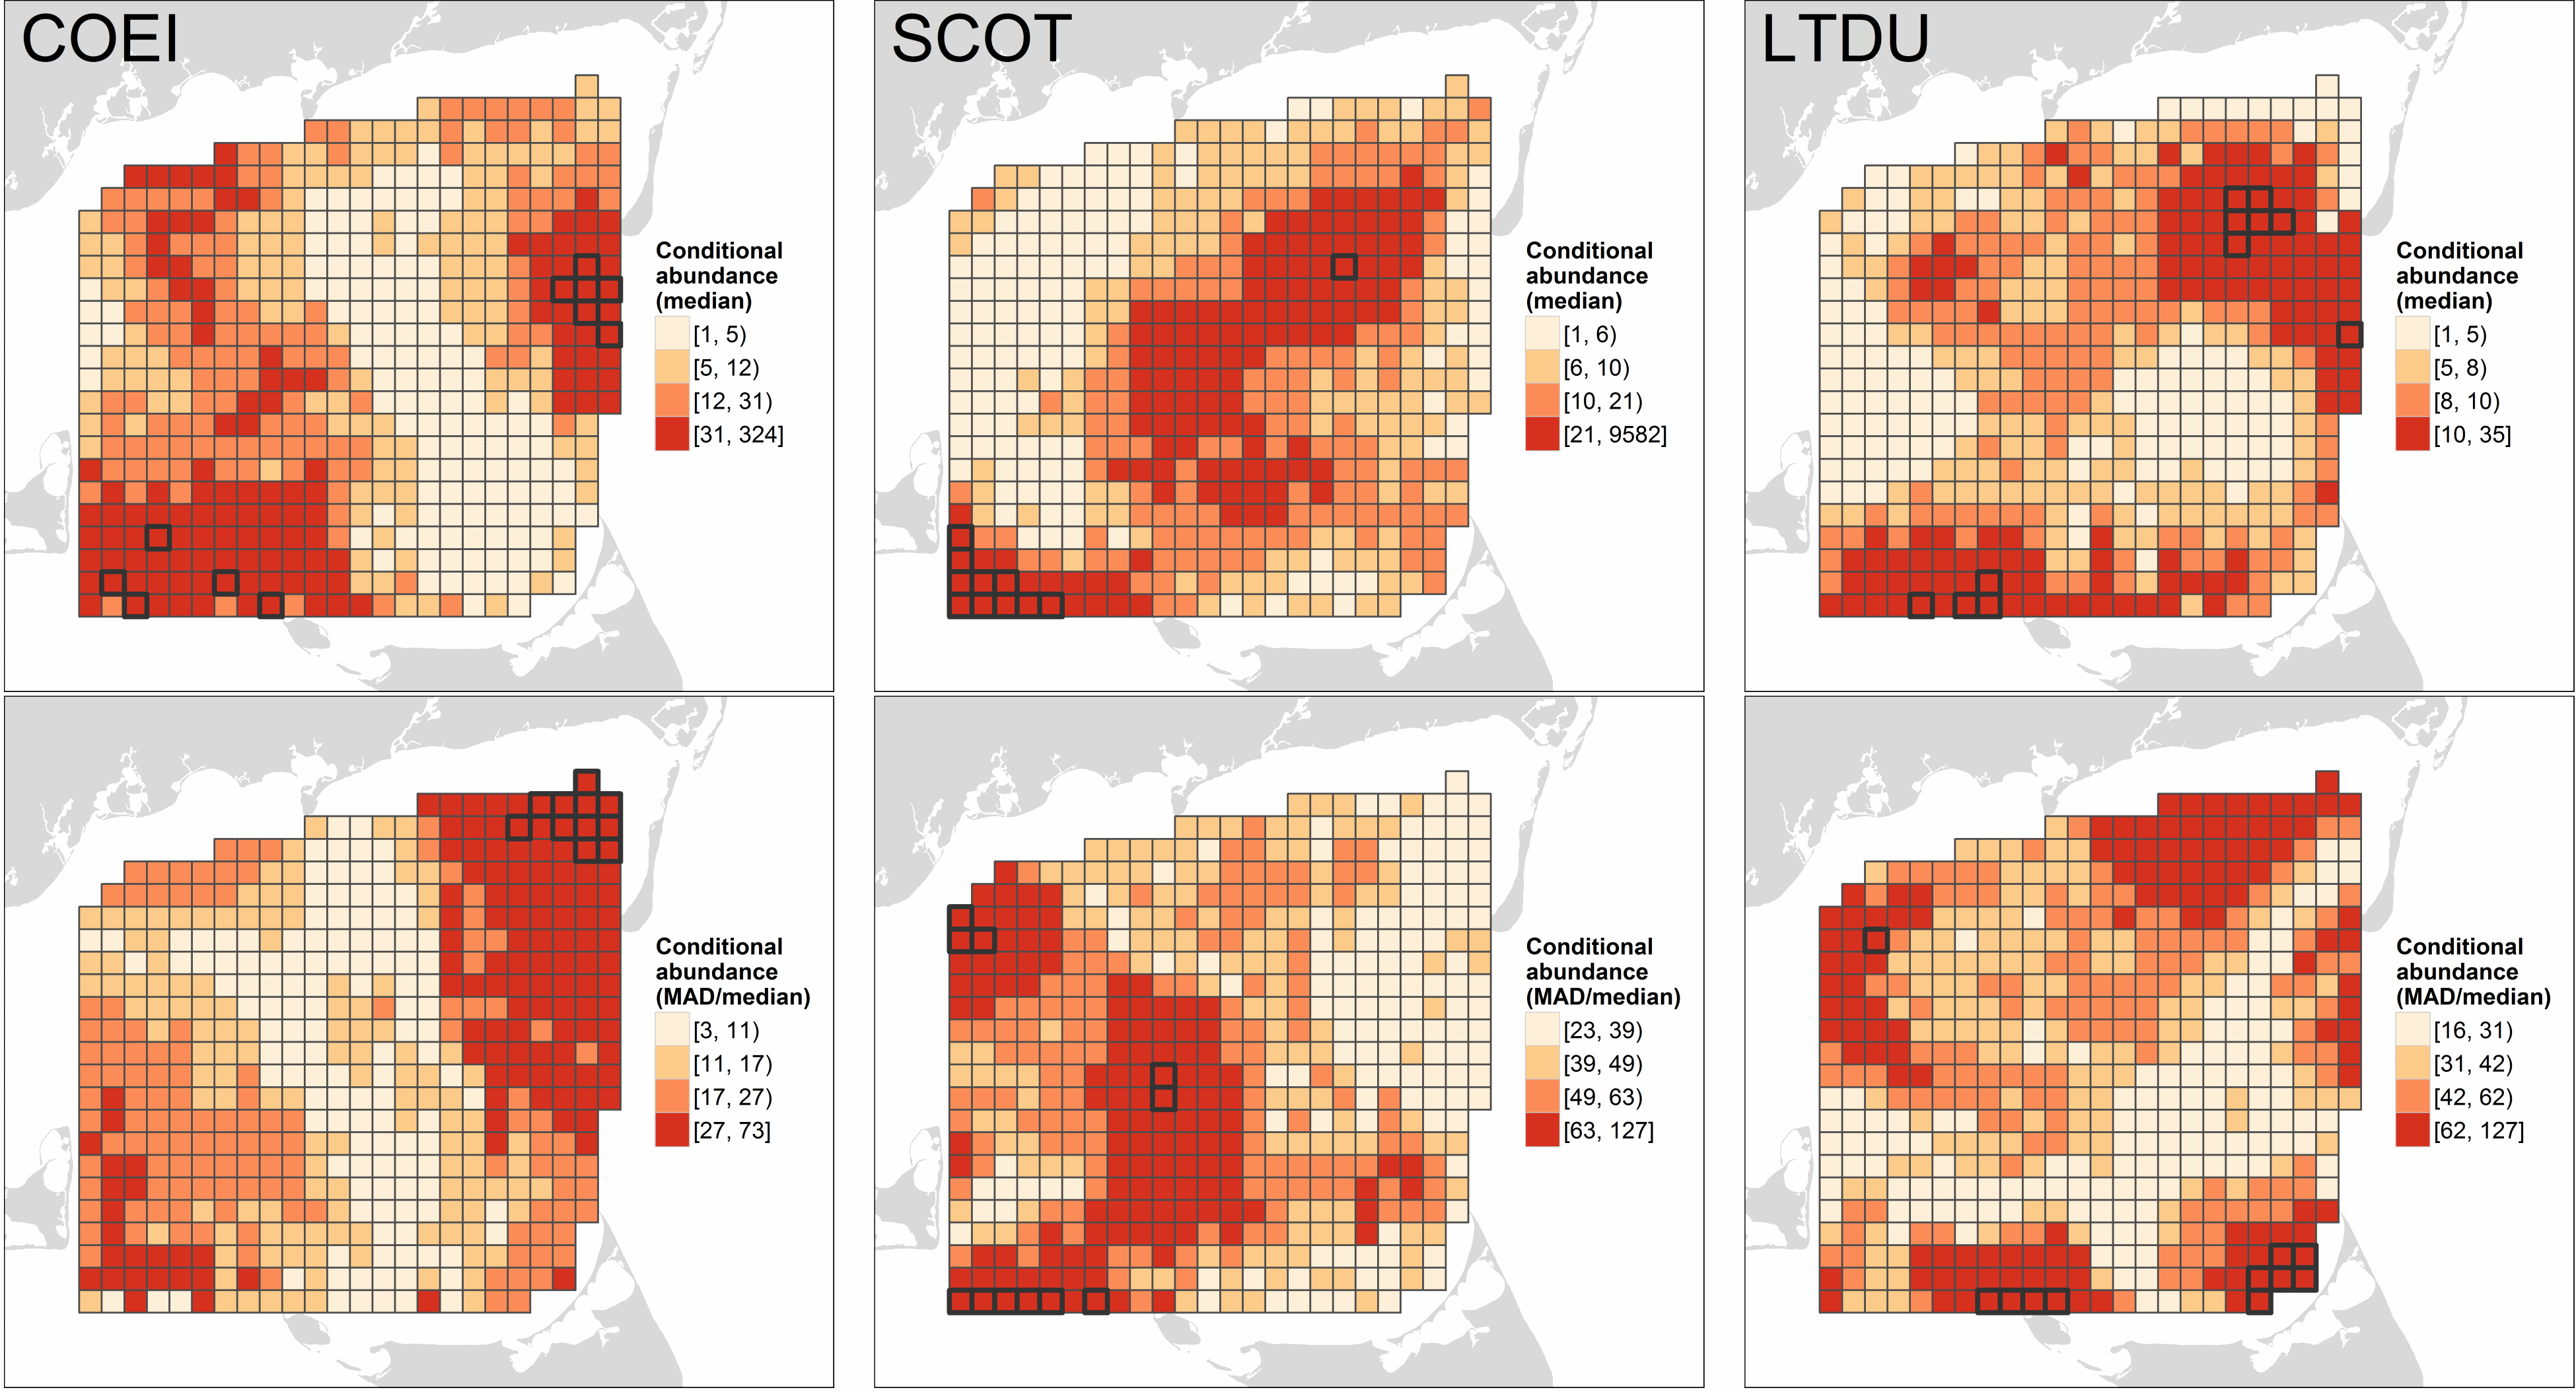 COEI
Conditional
abundance
(median)
[1, 5)
[5, 12)
[12, 31)
[31, 324]
SCOT
Conditional
abundance
(median)
[1, 6)
[6, 10)
[10, 21)
[21, 9582]
LTDU
Conditional
abundance
(median)
[1, 5)
[5, 8)
[8, 10)
[10, 35]
Conditional
abundance
(MAD/median)
[3, 11)
[11, 17)
[17, 27)
[27, 73]
Conditional
abundance
(MAD/median)
[23, 39)
[39, 49)
[49, 63)
[63, 127]
Conditional
abundance
(MAD/median)
[16, 31)
[31, 42)
[42, 62)
[62, 127]